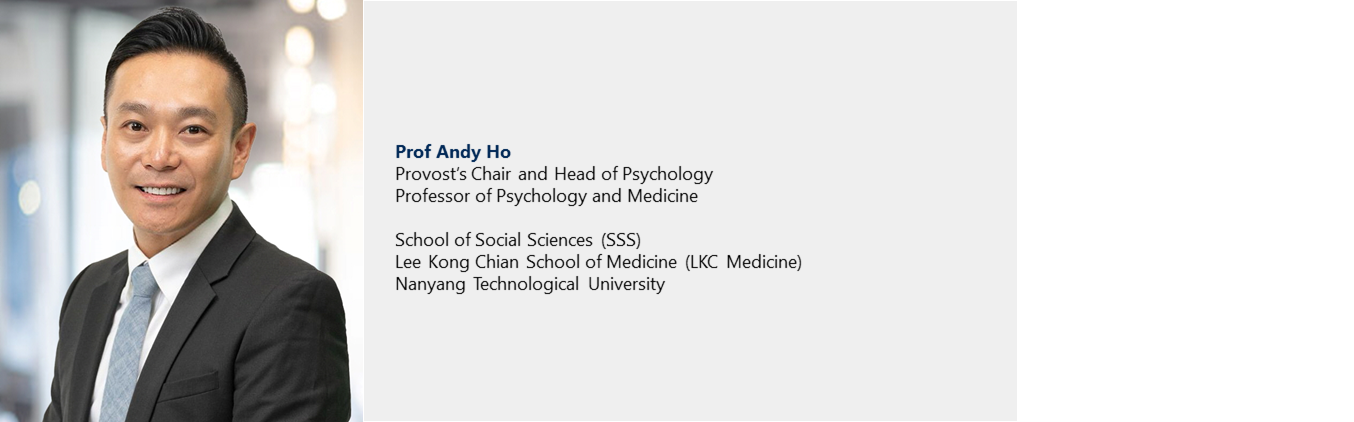 Prof Andy Ho
Provost's Chair and Head of Psychology
Professor of Psychology and Medicine
School of Social Sciences (SSS)
Lee Kong Chian School of Medicine (LKC Medicine)
Nanyang Technological University